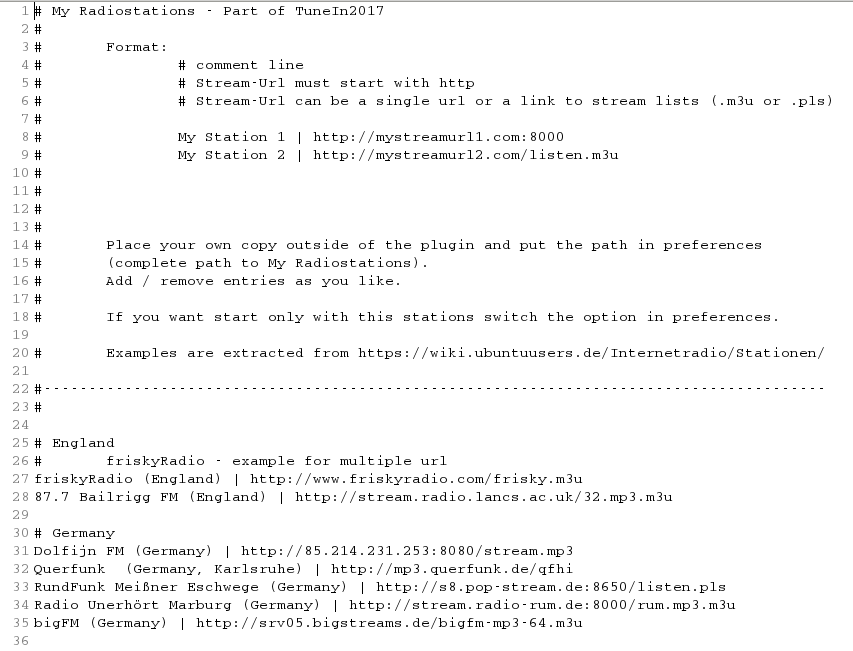 1 # My Radiostations - Part of TuneIn2017
2 #
3 #       Format:
4 #               # comment line
5 #               # Stream-Url must start with http
6 #               # Stream-Url can be a single url or a link to stream lists (.m3u or .pls)
7 #
8 #               My Station 1 | http://mystreamurl1.com:8000
9 #               My Station 2 | http://mystreamurl2.com/listen.m3u
10 #
11 #
12 #
13 #
14 #       Place your own copy outside of the plugin and put the path in preferences
15 #       (complete path to My Radiostations).
16 #       Add / remove entries as you like.
17 #
18 #       If you want start only with this stations switch the option in preferences.
19
20 #       Examples are extracted from https://wiki.ubuntuusers.de/Internetradio/Stationen/
21
22 #---------------------------------------------------------------------------------------
23 #
24
25 # England
26 #       friskyRadio - example for multiple url
27 friskyRadio (England) | http://www.friskyradio.com/frisky.m3u
28 87.7 Bailrigg FM (England) | http://stream.radio.lancs.ac.uk/32.mp3.m3u
29
30 # Germany
31 Dolfijn FM (Germany) | http://85.214.231.253:8080/stream.mp3
32 Querfunk  (Germany, Karlsruhe) | http://mp3.querfunk.de/qfhi
33 RundFunk Meißner Eschwege (Germany) | http://s8.pop-stream.de:8650/listen.pls
34 Radio Unerhört Marburg (Germany) | http://stream.radio-rum.de:8000/rum.mp3.m3u
35 bigFM (Germany) | http://srv05.bigstreams.de/bigfm-mp3-64.m3u
36